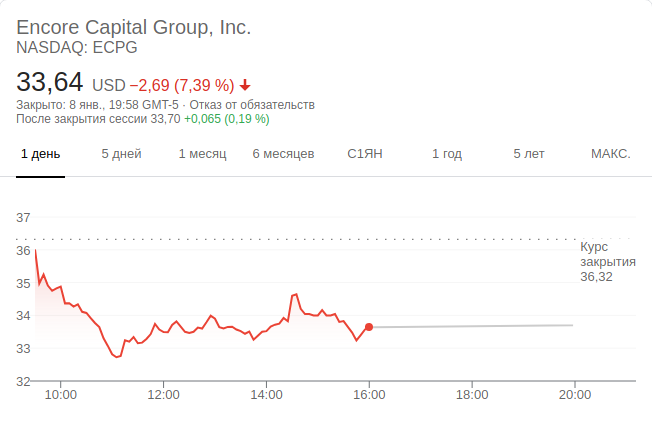 Encore Capital Group, Inc.
NASDAQ: ECPG
33,64 USD −2,69 (7,39 %)
Закрыто: 8 янв., 19:58 GMT-5 · Отказ от обязательств
После закрытия сессии 33,70 +0,065 (0,19 %)
1 день 5 дней 1 месяц 6 месяцев С1ЯН 1 год 5 лет МАКС.
37
36
35
34
33
32
Курс
закрытия
36,32
10:00 12:00 14:00 16:00 18:00 20:00